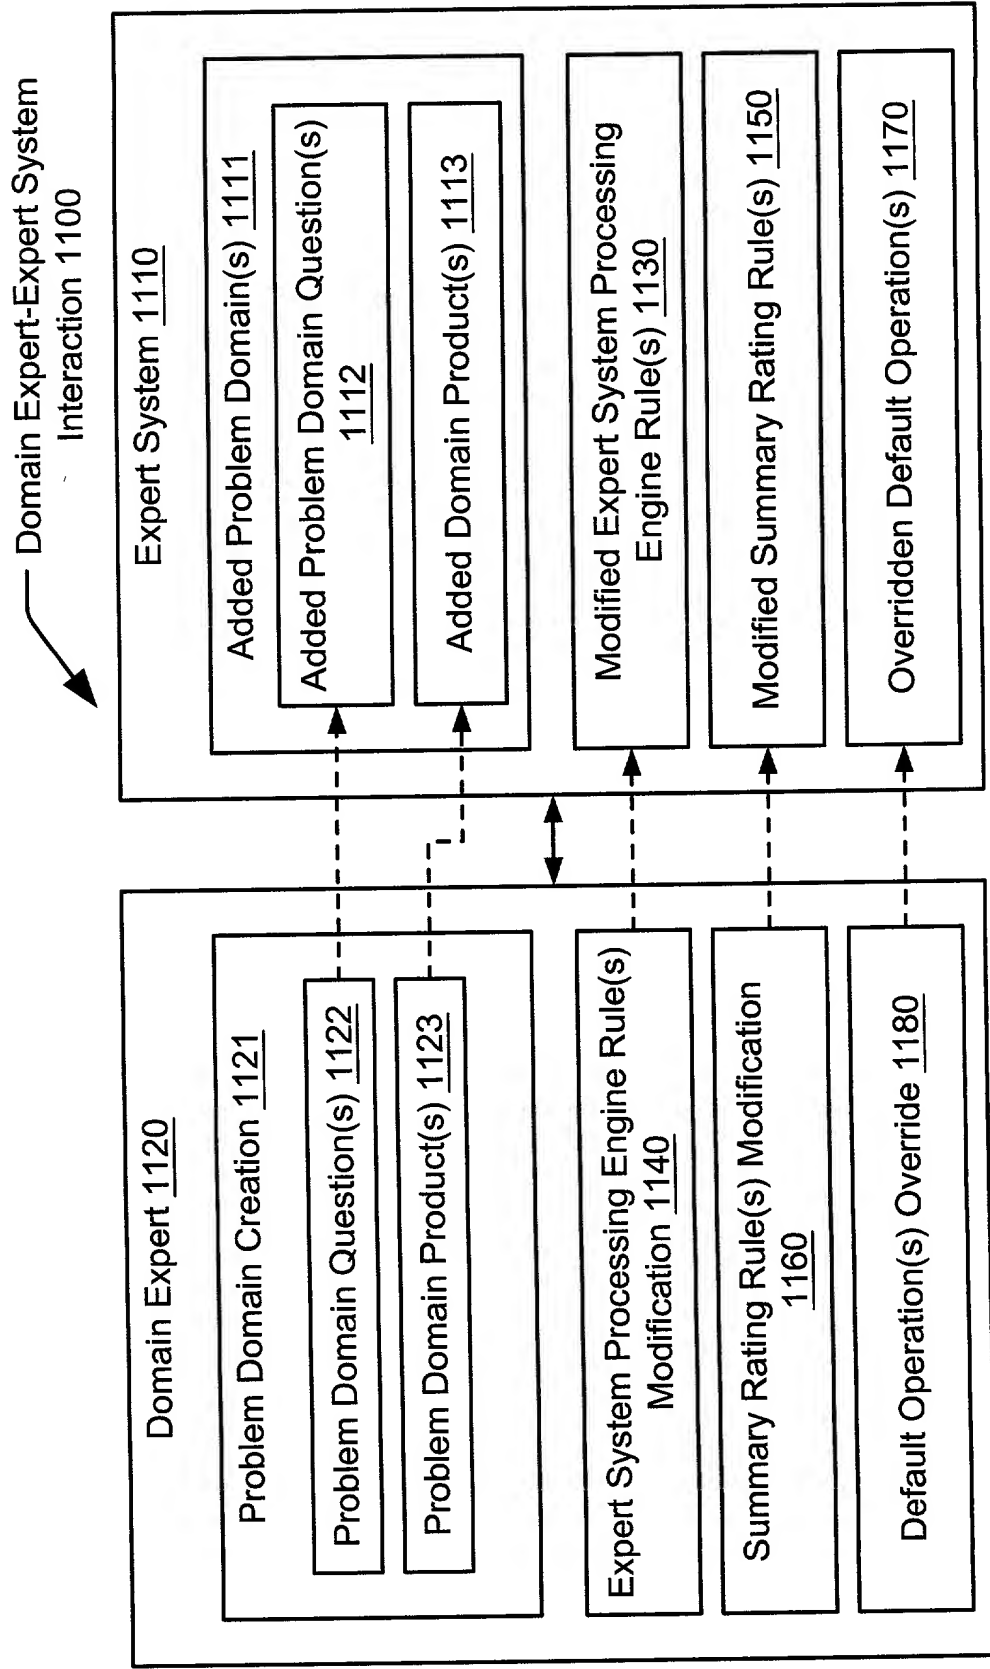 Domain Expert-Expert System
Interaction 1100
Domain Expert 1120
Problem Domain Creation 1121
Problem Domain Question(s) 1122
Problem Domain Product(s) 1123
Expert System Processing Engine Rule(s)
Modification 1140
Summary Rating Rule(s) Modification
1160
Default Operation(s) Override 1180
Expert System 1110
Added Problem Domain(s) 1111
Added Problem Domain Question(s)
1112
Added Domain Product(s) 1113
Modified Expert System Processing
Engine Rule(s) 1130
Modified Summary Rating Rule(s) 1150
Overridden Default Operation(s) 1170